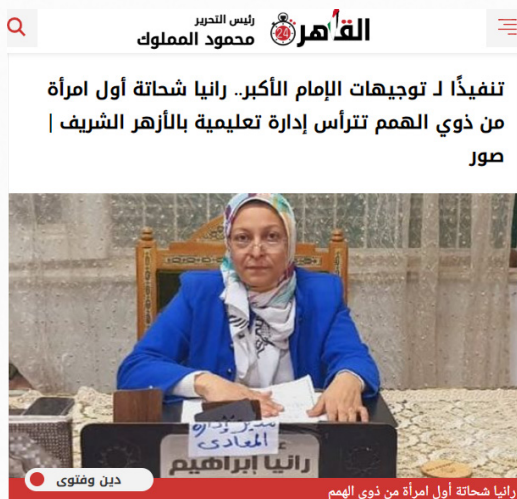 القاهرة 24
رئيس التحرير
محمود المملوك
تنفيذًا لـ توجيهات الإمام الأكبر.. رانيا شحاتة أول امرأة
من ذوي الهمم تترأس إدارة تعليمية بالأزهر الشريف |
صور
مدير إدارة
المعادى
رانيا إبراهيم
دين وفتوى
رانيا شحاتة أول امرأة من ذوي الهمم